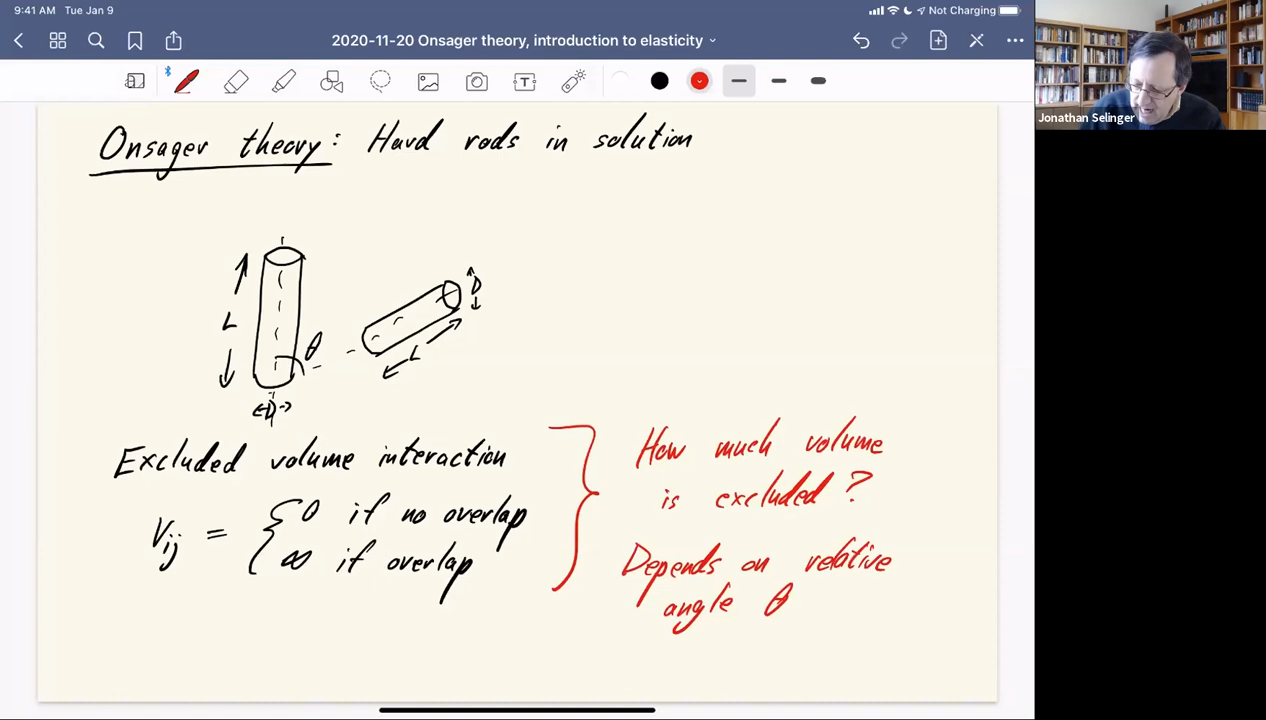 9:41 AM Tue Jan 9
Not Charging
2020-11-20 Onsager theory, introduction to elasticity
T
Jonathan Selinger
Onsager theory: Hard rods in solution
L
θ
D
L
D
Excluded volume interaction
Vij = { 0 if no overlap
∞ if overlap
How much volume
is excluded?
Depends on relative
angle θ